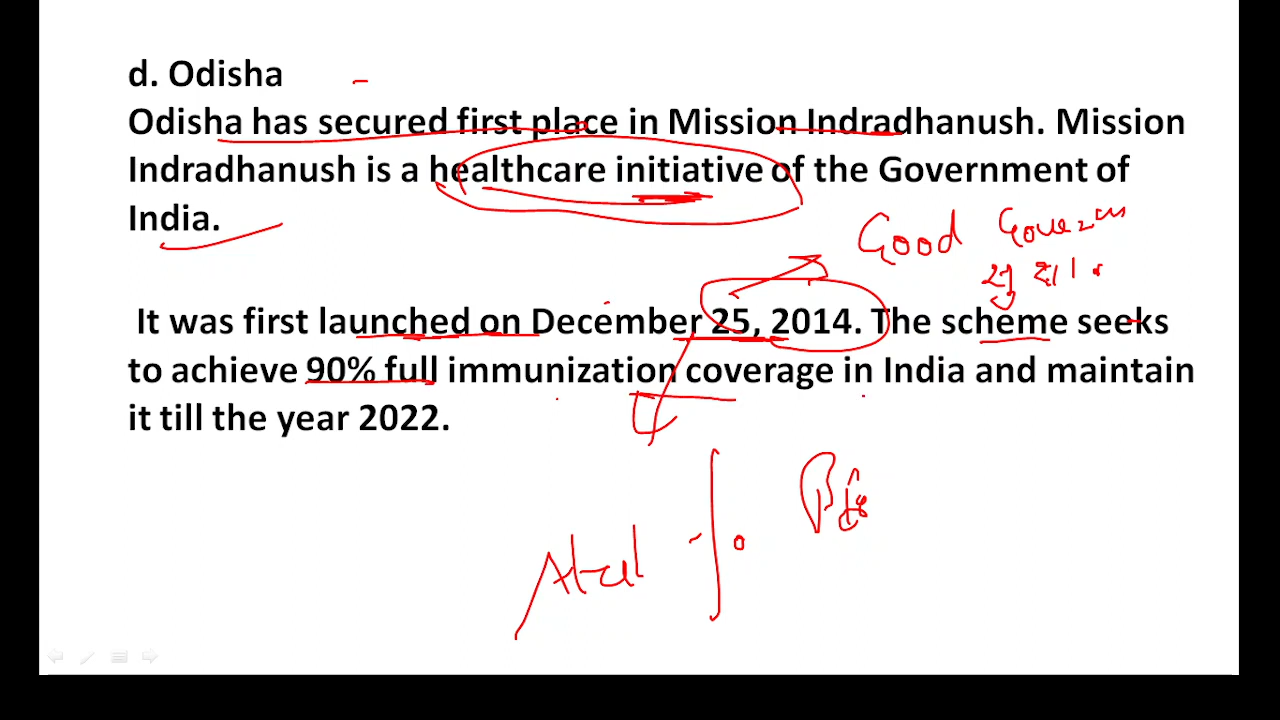 d. Odisha
Odisha has secured first place in Mission Indradhanush. Mission
Indradhanush is a healthcare initiative of the Government of
India.
Good
It was first launched on December 25, 2014. The scheme seeks
to achieve 90% full immunization coverage in India and maintain
it till the year 2022.